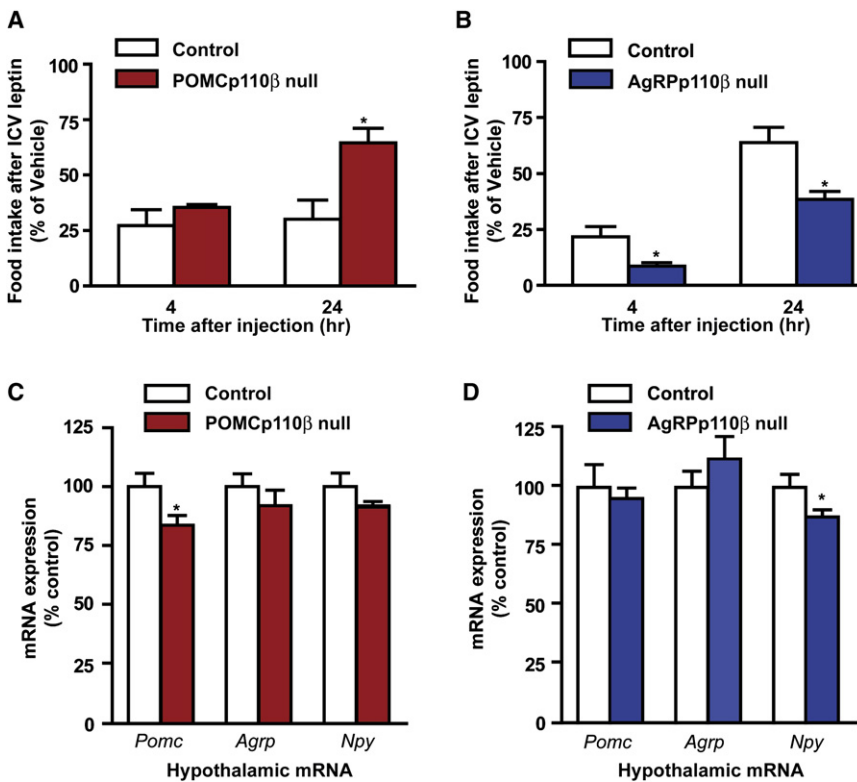 A
Control
POMCp110β null
100
75
50
25
0
Food intake after ICV leptin
(% of Vehicle)
*
4
24
Time after injection (hr)
B
Control
AgRPp110β null
100
75
50
25
0
Food intake after ICV leptin
(% of Vehicle)
*
*
4
24
Time after injection (hr)
C
Control
POMCp110β null
125
100
75
50
25
0
mRNA expression
(% control)
*
Pomc
Agrp
Npy
Hypothalamic mRNA
D
Control
AgRPp110β null
125
100
75
50
25
0
mRNA expression
(% control)
*
Pomc
Agrp
Npy
Hypothalamic mRNA